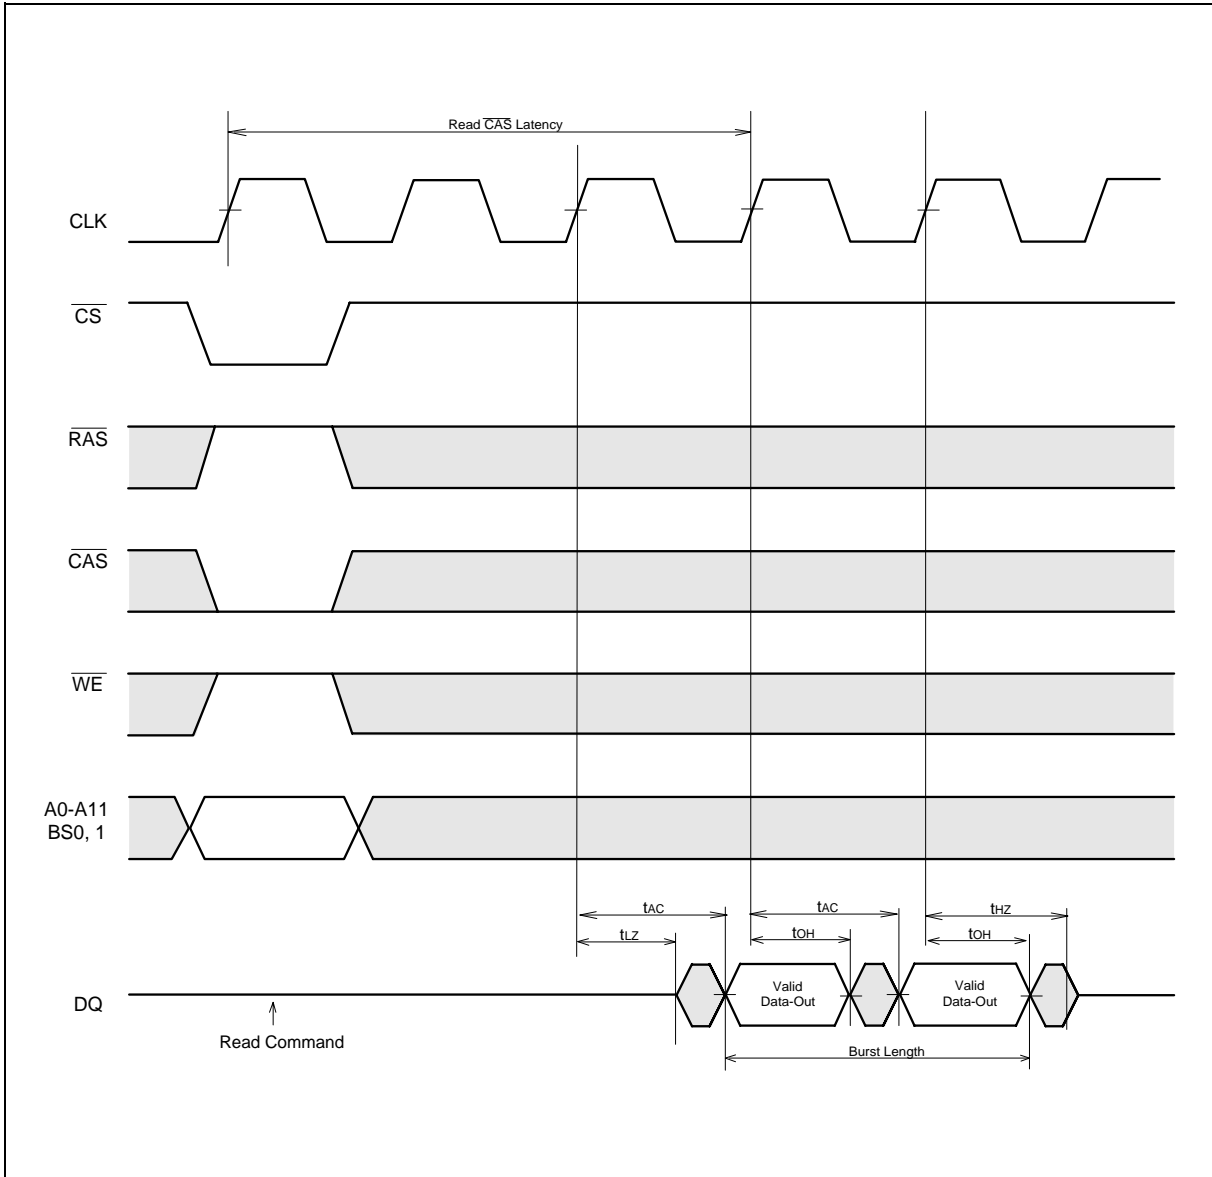 Read CAS Latency
CLK
CS
RAS
CAS
WE
A0-A11
BS0, 1
tAC
tAC
tHZ
tLZ
tOH
tOH
DQ
Valid
Data-Out
Valid
Data-Out
Read Command
Burst Length